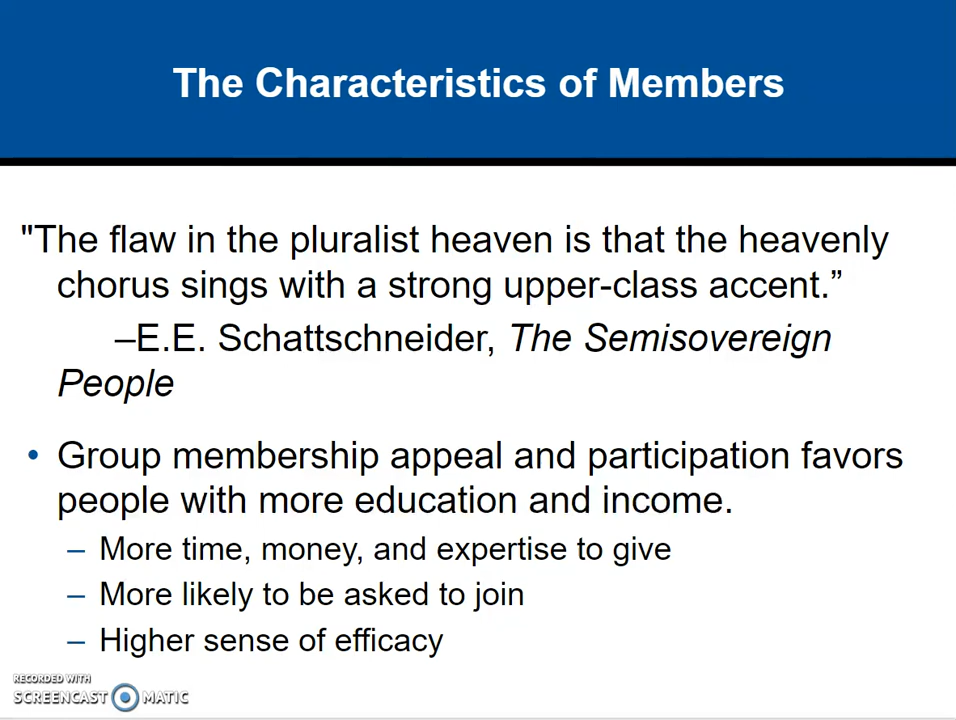 The Characteristics of Members
"The flaw in the pluralist heaven is that the heavenly
chorus sings with a strong upper-class accent.”
–E.E. Schattschneider, The Semisovereign
People
• Group membership appeal and participation favors
people with more education and income.
– More time, money, and expertise to give
– More likely to be asked to join
– Higher sense of efficacy
RECORDED WITH
SCREENCAST MATIC